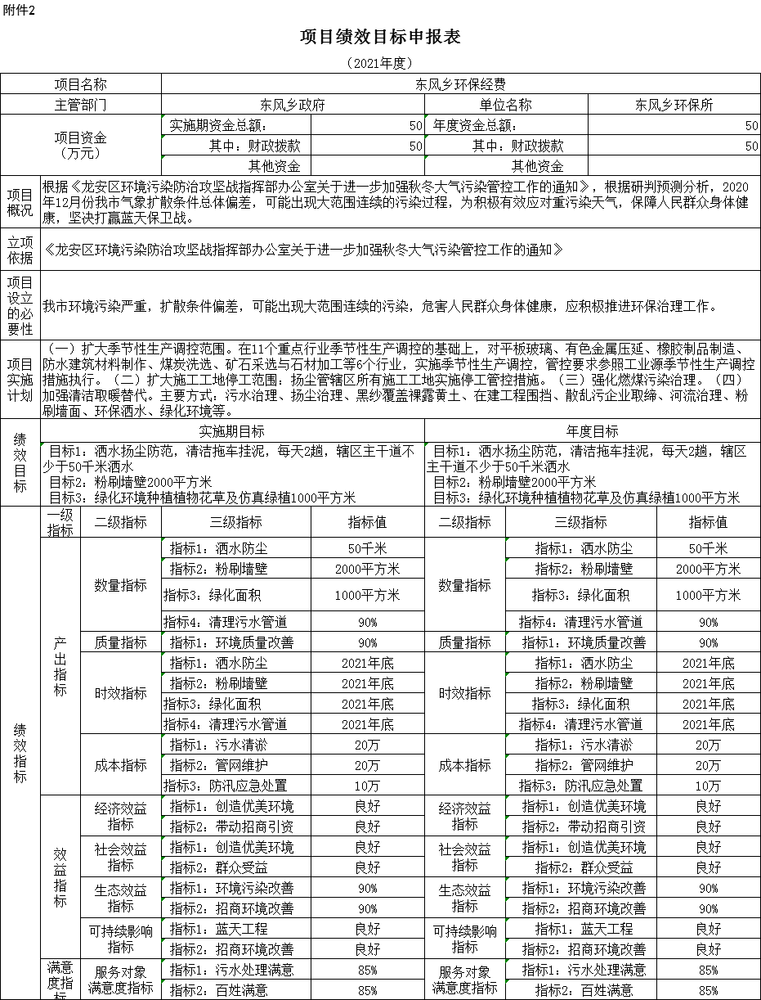 附件2
项目绩效目标申报表
（2021年度）
项目名称 东风乡环保经费
主管部门 东风乡政府 单位名称 东风乡环保所
项目资金（万元） 实施期资金总额： 50 年度资金总额： 50
其中：财政拨款 50 其中：财政拨款 50
其他资金 其他资金
项目概况
根据《龙安区环境污染防治攻坚战指挥部办公室关于进一步加强秋冬大气污染管控工作的通知》，根据研判预测分析，2020
年12月份我市气象扩散条件总体偏差，可能出现大范围连续的污染过程，为积极有效应对重污染天气，保障人民群众身体健
康，坚决打赢蓝天保卫战。
立项依据
《龙安区环境污染防治攻坚战指挥部办公室关于进一步加强秋冬大气污染管控工作的通知》
项目设立的必要性
我市环境污染严重，扩散条件偏差，可能出现大范围连续的污染，危害人民群众身体健康，应积极推进环保治理工作。
项目实施计划
（一）扩大季节性生产调控范围。在11个重点行业季节性生产调控的基础上，对平板玻璃、有色金属压延、橡胶制品制造、
防水建筑材料制作、煤炭洗选、矿石采选与石材加工等6个行业，实施季节性生产调控，管控要求参照工业源季节性生产调控
措施执行。（二）扩大施工工地停工范围：扬尘管辖区所有施工工地实施停工管控措施。（三）强化燃煤污染治理。（四）
加强清洁取暖替代。主要方式：污水治理、扬尘治理、黑纱覆盖裸露黄土、在建工程围挡、散乱污企业取缔、河流治理、粉
刷墙面、环保洒水、绿化环境等。
绩效目标
实施期目标 年度目标
目标1：洒水扬尘防范，清洁拖车挂泥，每天2趟，辖区主干道不
少于50千米洒水
目标2：粉刷墙壁2000平方米
目标3：绿化环境种植植物花草及仿真绿植1000平方米
目标1：洒水扬尘防范，清洁拖车挂泥，每天2趟，辖区
主干道不少于50千米洒水
目标2：粉刷墙壁2000平方米
目标3：绿化环境种植植物花草及仿真绿植1000平方米
绩效指标
一级指标 二级指标 三级指标 指标值 二级指标 三级指标 指标值
产出指标
数量指标 指标1：洒水防尘 50千米 数量指标 指标1：洒水防尘 50千米
指标2：粉刷墙壁 2000平方米 指标2：粉刷墙壁 2000平方米
指标3：绿化面积 1000平方米 指标3：绿化面积 1000平方米
指标4：清理污水管道 90% 指标4：清理污水管道 90%
质量指标 指标1：环境质量改善 90% 质量指标 指标1：环境质量改善 90%
时效指标 指标1：洒水防尘 2021年底 时效指标 指标1：洒水防尘 2021年底
指标2：粉刷墙壁 2021年底 指标2：粉刷墙壁 2021年底
指标3：绿化面积 2021年底 指标3：绿化面积 2021年底
指标4：清理污水管道 2021年底 指标4：清理污水管道 2021年底
成本指标 指标1：污水清淤 20万 成本指标 指标1：污水清淤 20万
指标2：管网维护 20万 指标2：管网维护 20万
指标3：防汛应急处置 10万 指标3：防汛应急处置 10万
效益指标
经济效益指标 指标1：创造优美环境 良好 经济效益指标 指标1：创造优美环境 良好
指标2：带动招商引资 良好 指标2：带动招商引资 良好
社会效益指标 指标1：创造优美环境 良好 社会效益指标 指标1：创造优美环境 良好
指标2：群众受益 良好 指标2：群众受益 良好
生态效益指标 指标1：环境污染改善 90% 生态效益指标 指标1：环境污染改善 90%
指标2：招商环境改善 90% 指标2：招商环境改善 90%
可持续影响指标 指标1：蓝天工程 良好 可持续影响指标 指标1：蓝天工程 良好
指标2：招商环境改善 良好 指标2：招商环境改善 良好
满意度指标
服务对象满意度指标 指标1：污水处理满意 85% 服务对象满意度指标 指标1：污水处理满意 85%
指标2：百姓满意 85% 指标2：百姓满意 85%